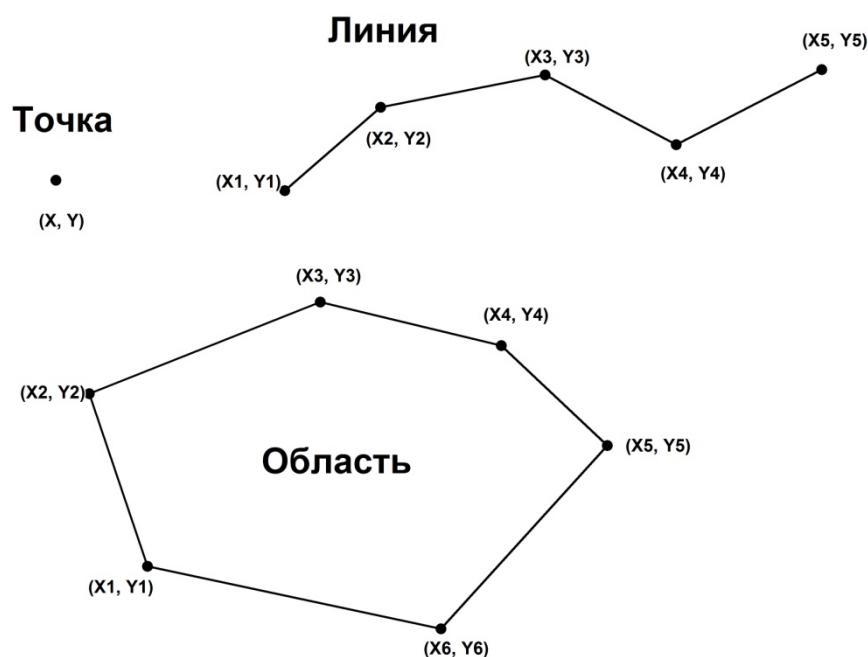 Линия
(X3, Y3)
(X5, Y5)
Точка
(X2, Y2)
(X4, Y4)
(X1, Y1)
(X, Y)
(X3, Y3)
(X4, Y4)
(X2, Y2)
Область
(X5, Y5)
(X1, Y1)
(X6, Y6)